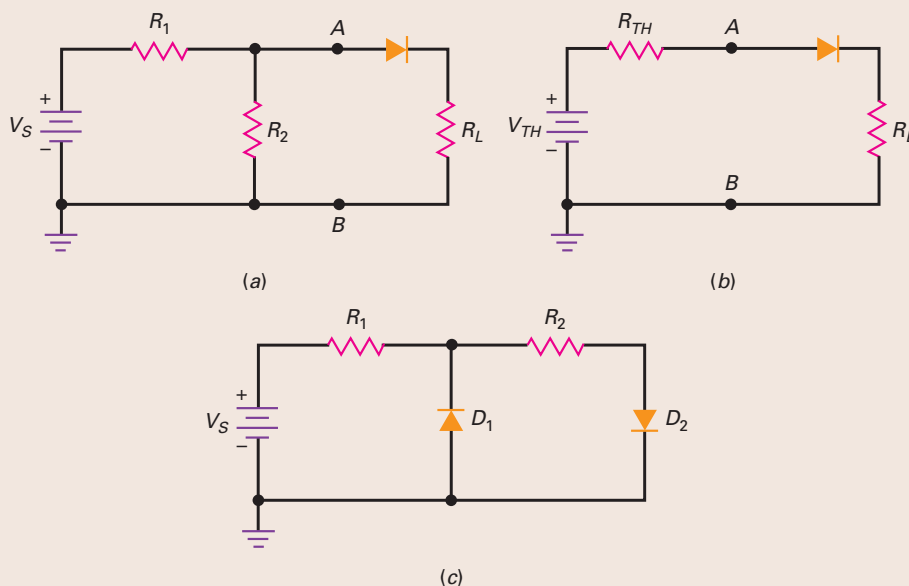 R1 A
+
VS
−
R2 RL
B
(a)
RTH A
+
VTH
−
RL
B
(b)
R1 R2
+
VS
−
D1 D2
(c)